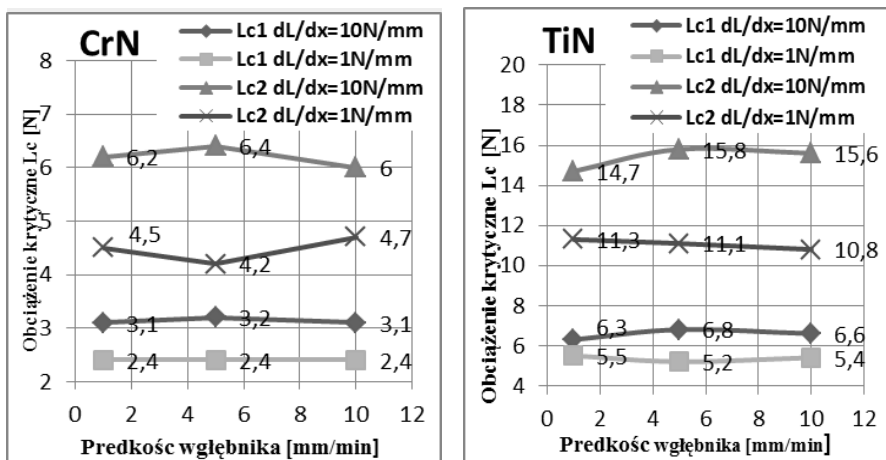 CrN
Lc1 dL/dx=10N/mm
Lc1 dL/dx=1N/mm
Lc2 dL/dx=10N/mm
Lc2 dL/dx=1N/mm
Obciążenie krytyczne Lc [N]
8
7
6
5
4
3
2
6,2
6,4
6
4,5
4,2
4,7
3,1
3,2
3,1
2,4
2,4
2,4
0 2 4 6 8 10 12
Predkośc wgłębnika [mm/min]
TiN
Lc1 dL/dx=10N/mm
Lc1 dL/dx=1N/mm
Lc2 dL/dx=10N/mm
Lc2 dL/dx=1N/mm
Obciążenie krytyczne Lc [N]
20
18
16
14
12
10
8
6
4
14,7
15,8
15,6
11,3
11,1
10,8
6,3
6,8
6,6
5,5
5,2
5,4
0 2 4 6 8 10 12
Predkośc wgłębnika [mm/min]